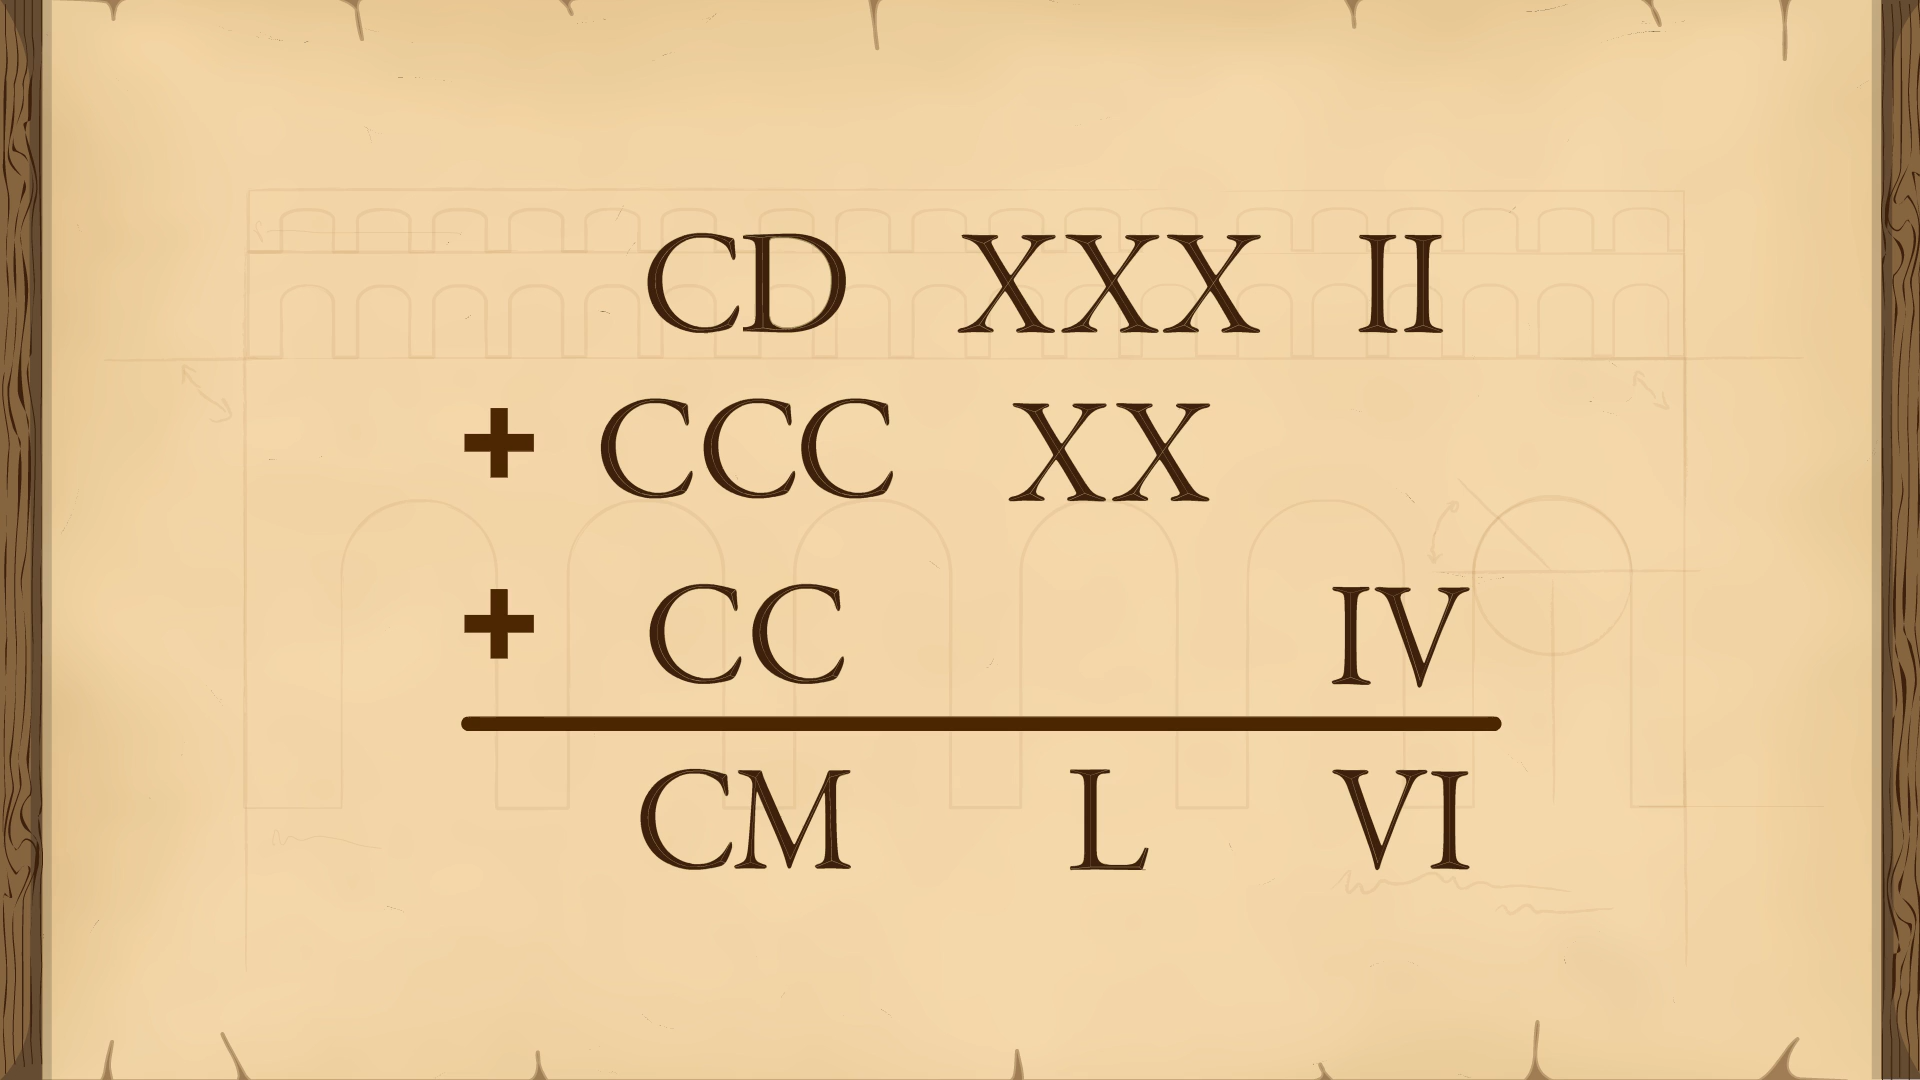 CD XXX II
+ CCC XX
+ CC IV
CM L VI